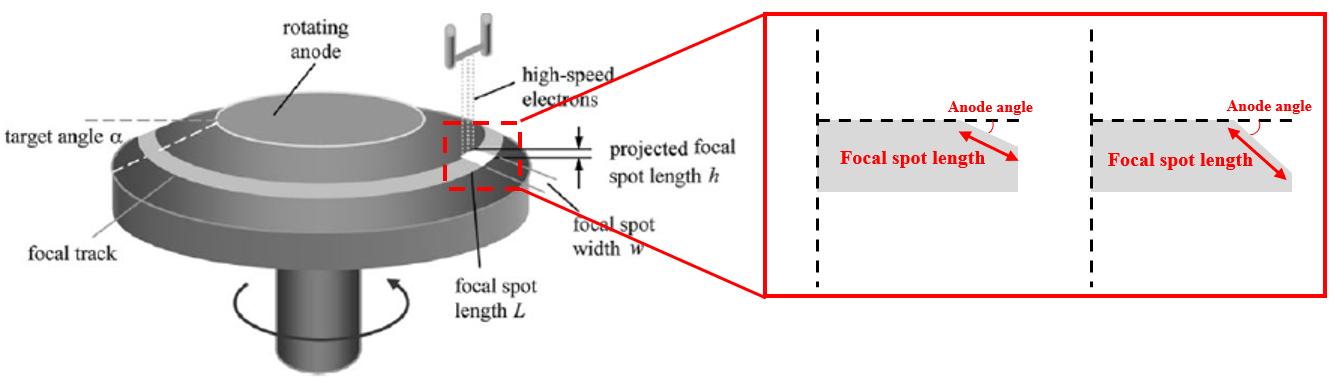 rotating
anode
high-speed
electrons
target angle α
projected focal
spot length h
focal spot
width w
focal track
focal spot
length L
Anode angle
Focal spot length
Anode angle
Focal spot length